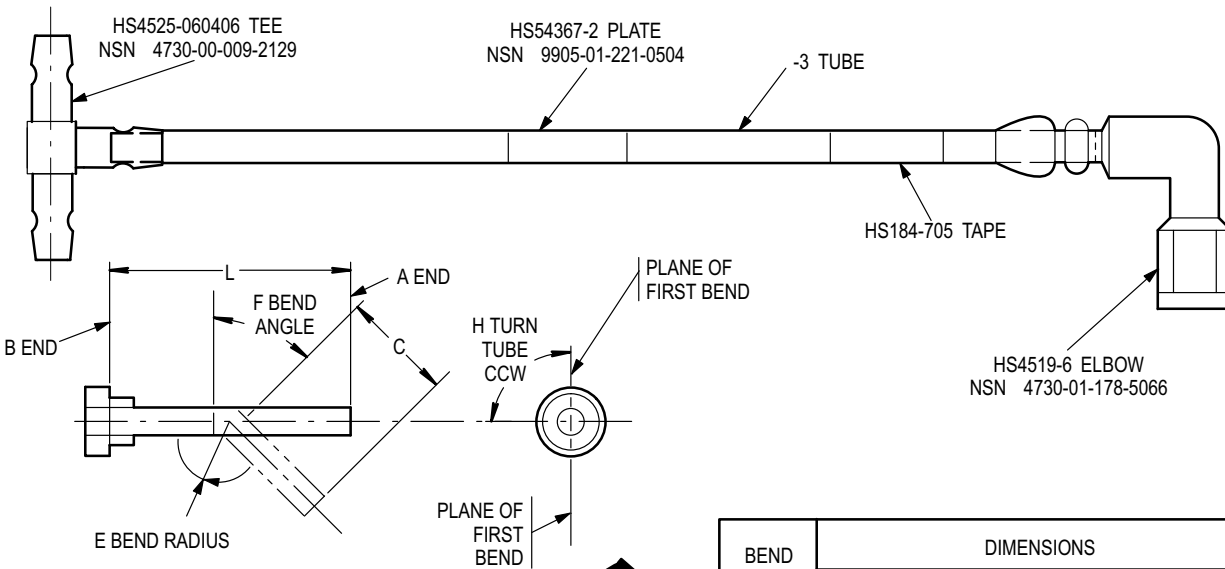 HS4525-060406 TEE
NSN 4730-00-009-2129
HS54367-2 PLATE
NSN 9905-01-221-0504
-3 TUBE
HS184-705 TAPE
HS4519-6 ELBOW
NSN 4730-01-178-5066
L
A END
F BEND
ANGLE
B END
C
E BEND RADIUS
H TURN
TUBE
CCW
PLANE OF
FIRST BEND
PLANE OF
FIRST
BEND
BEND
DIMENSIONS